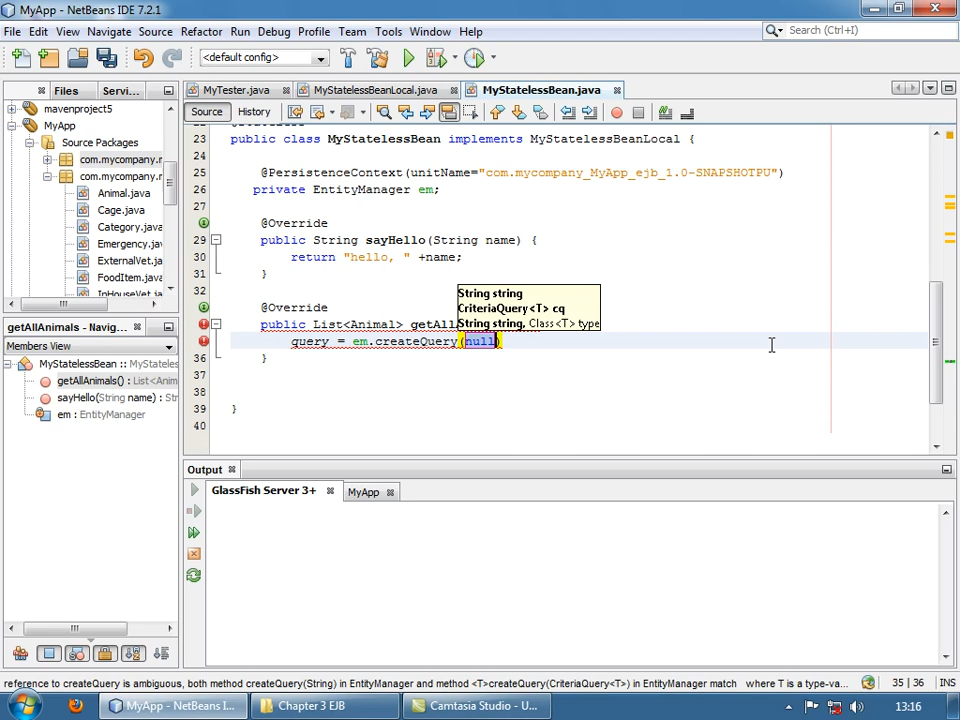 MyApp - NetBeans IDE 7.2.1
File Edit View Navigate Source Refactor Run Debug Profile Team Tools Window Help
Search (Ctrl+I)
<default config>
Files Servi...
MyTester.java MyStatelessBeanLocal.java MyStatelessBean.java
Source History
mavenproject5
MyApp
Source Packages
com.mycompany.r
com.mycompany.r
Animal.java
Cage.java
Category.java
Emergency.java
ExternalVet.java
FoodItem.java
23 public class MyStatelessBean implements MyStatelessBeanLocal {
24
25 @PersistenceContext(unitName="com.mycompany_MyApp_ejb_1.0-SNAPSHOTPU")
26 private EntityManager em;
27
@Override
29 public String sayHello(String name) {
30 return "hello, " +name;
31 }
32
@Override
public List<Animal> getAll
query = em.createQuery(null)
36 }
37
38
39 }
40
String string
CriteriaQuery<T> cq
String string, Class<T> type
getAllAnimals - Navig...
Members View
MyStatelessBean :: MyStateles
getAllAnimals() : List<Anim
sayHello(String name) : S
em : EntityManager
Output
GlassFish Server 3+ MyApp
reference to createQuery is ambiguous, both method createQuery(String) in EntityManager and method <T>createQuery(CriteriaQuery<T>) in EntityManager match where T is a type-va...
35 | 36 INS
MyApp - NetBeans I... Chapter 3 EJB Camtasia Studio - U...
13:16